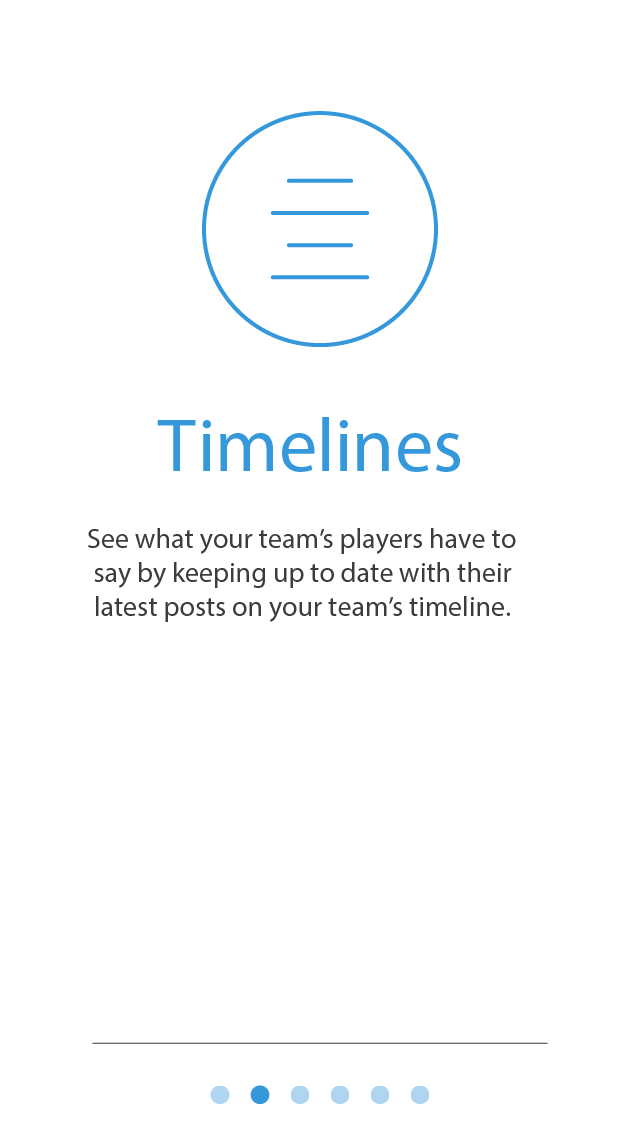 Timelines
See what your team’s players have to
say by keeping up to date with their
latest posts on your team’s timeline.